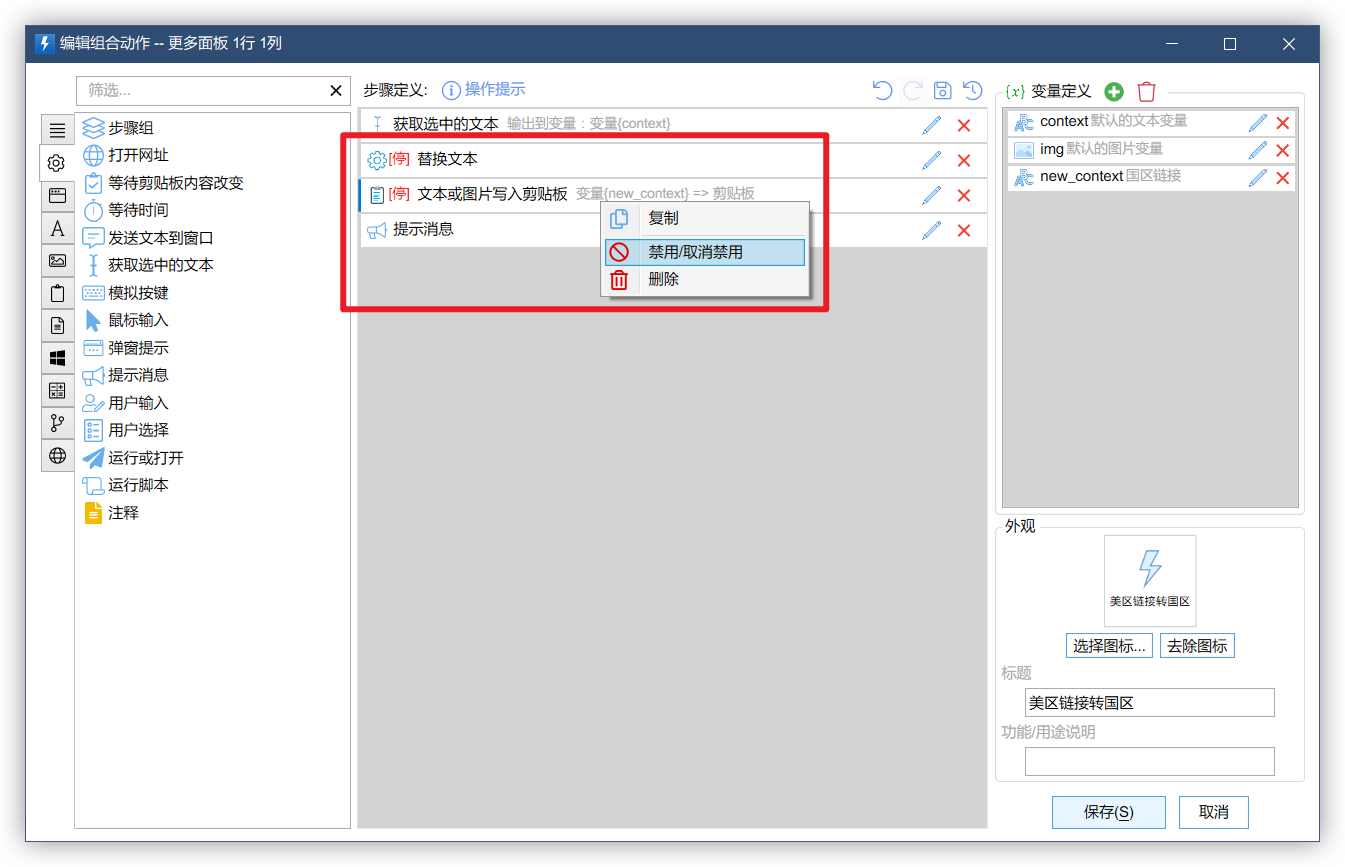 编辑组合动作 -- 更多面板 1行 1列
筛选...
步骤组
打开网址
等待剪贴板内容改变
等待时间
发送文本到窗口
获取选中的文本
模拟按键
鼠标输入
弹窗提示
提示消息
用户输入
用户选择
运行或打开
运行脚本
注释
步骤定义:
操作提示
获取选中的文本 输出到变量：变量{context}
[停] 替换文本
[停] 文本或图片写入剪贴板 变量{new_context} => 剪贴板
提示消息
复制
禁用/取消禁用
删除
{x} 变量定义
context 默认的文本变量
img 默认的图片变量
new_context 国区链接
外观
美区链接转国区
选择图标... 去除图标
标题
美区链接转国区
功能/用途说明
保存(S) 取消